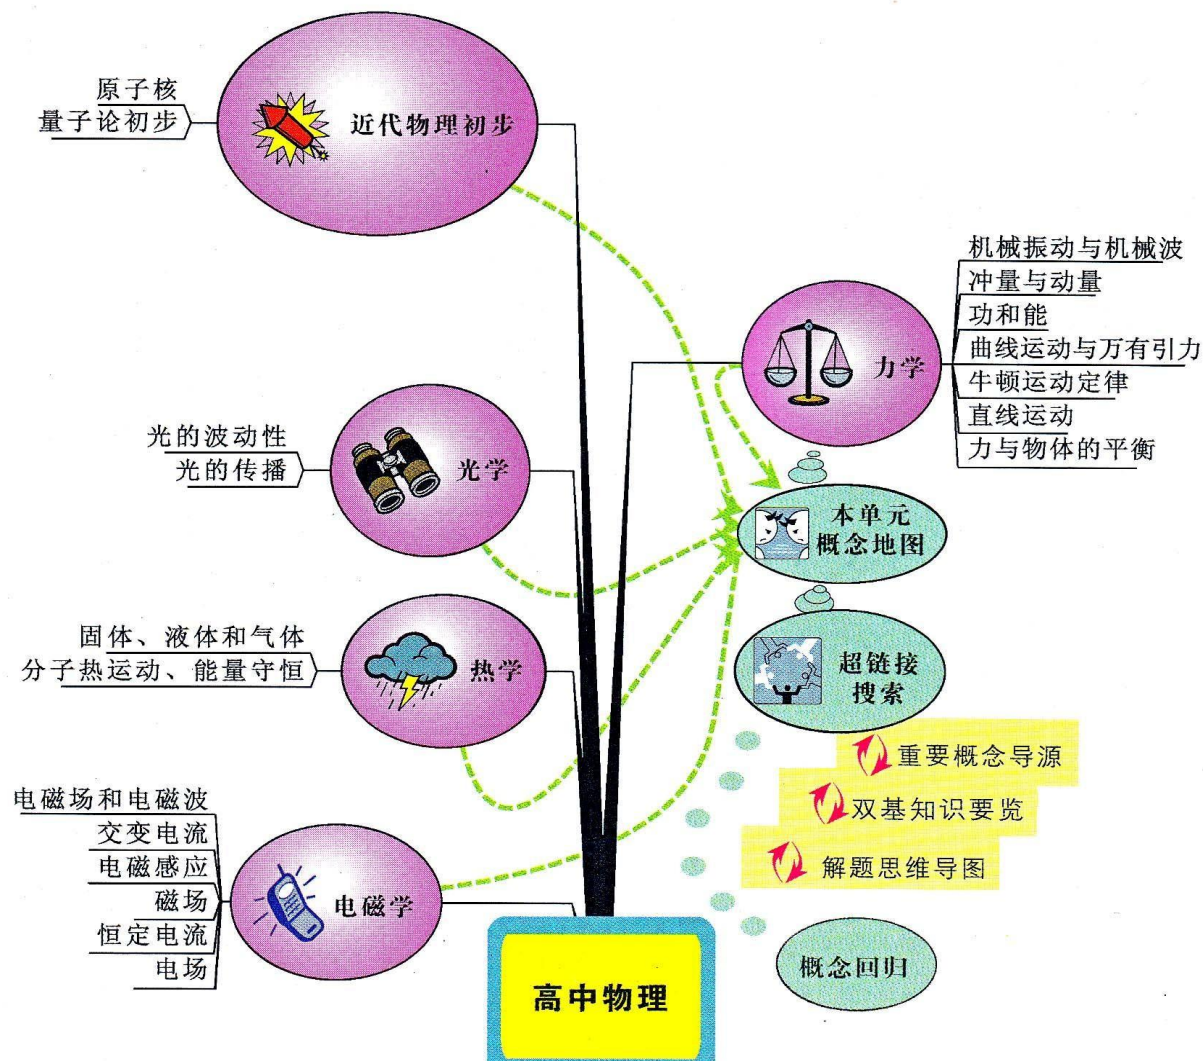 原子核
量子论初步
近代物理初步
机械振动与机械波
冲量与动量
功和能
曲线运动与万有引力
牛顿运动定律
直线运动
力与物体的平衡
力学
光的波动性
光的传播
光学
本单元
概念地图
固体、液体和气体
分子热运动、能量守恒
热学
超链接
搜索
重要概念导源
双基知识要览
解题思维导图
电磁场和电磁波
交变电流
电磁感应
磁场
恒定电流
电场
电磁学
概念回归
高中物理